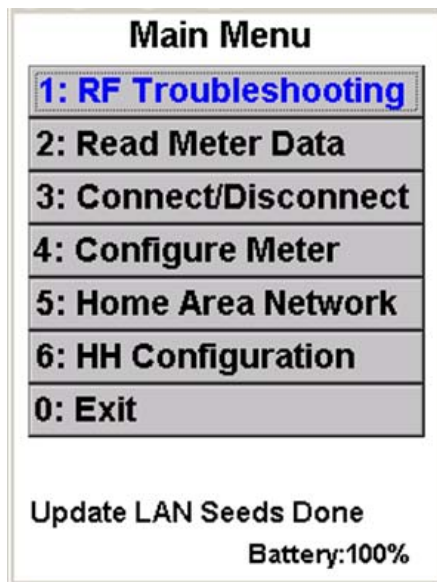 Main Menu
1: RF Troubleshooting
2: Read Meter Data
3: Connect/Disconnect
4: Configure Meter
5: Home Area Network
6: HH Configuration
0: Exit
Update LAN Seeds Done
Battery:100%